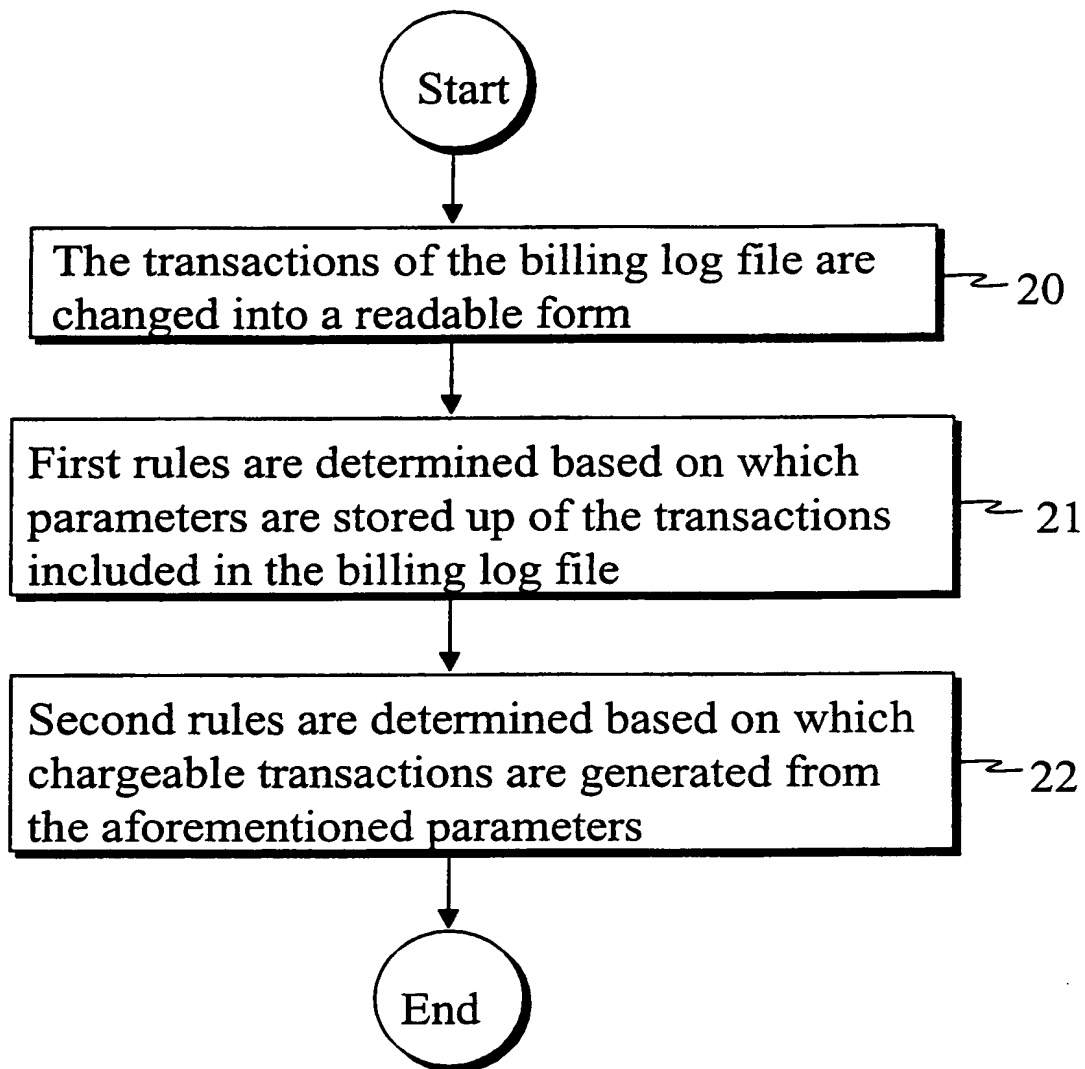 Start
The transactions of the billing log file are
changed into a readable form
20
First rules are determined based on which
parameters are stored up of the transactions
included in the billing log file
21
Second rules are determined based on which
chargeable transactions are generated from
the aforementioned parameters
22
End